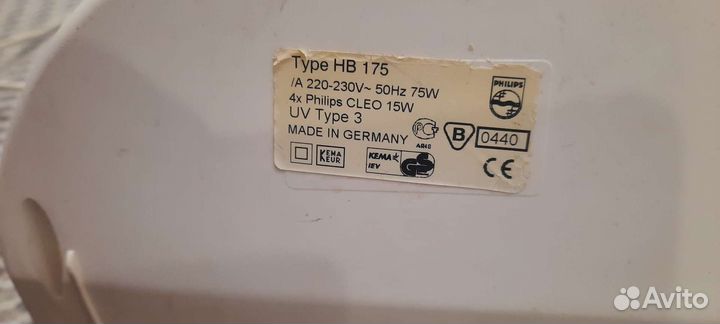 Type HB 175
/A 220-230V~ 50Hz 75W
4x Philips CLEO 15W
UV Type 3
MADE IN GERMANY
PHILIPS
B 0440
KEMA
KEUR
KEMA
IEV
CE
Avito